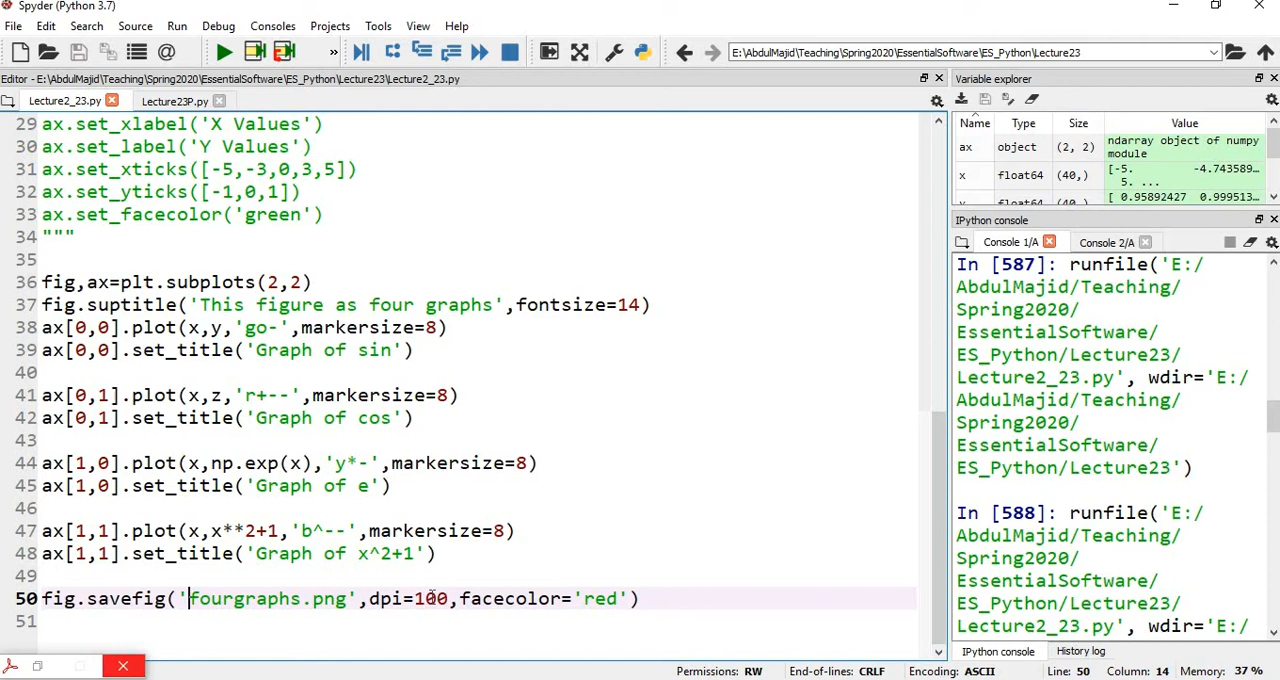 Spyder (Python 3.7)
File Edit Search Source Run Debug Consoles Projects Tools View Help
E:\AbdulMajid\Teaching\Spring2020\EssentialSoftware\ES_Python\Lecture23
Editor - E:\AbdulMajid\Teaching\Spring2020\EssentialSoftware\ES_Python\Lecture23\Lecture2_23.py
Lecture2_23.py Lecture23P.py
29 ax.set_xlabel('X Values')
30 ax.set_label('Y Values')
31 ax.set_xticks([-5,-3,0,3,5])
32 ax.set_yticks([-1,0,1])
33 ax.set_facecolor('green')
34 """
35
36 fig,ax=plt.subplots(2,2)
37 fig.suptitle('This figure as four graphs',fontsize=14)
38 ax[0,0].plot(x,y,'go-',markersize=8)
39 ax[0,0].set_title('Graph of sin')
40
41 ax[0,1].plot(x,z,'r+--',markersize=8)
42 ax[0,1].set_title('Graph of cos')
43
44 ax[1,0].plot(x,np.exp(x),'y*-',markersize=8)
45 ax[1,0].set_title('Graph of e')
46
47 ax[1,1].plot(x,x**2+1,'b^--',markersize=8)
48 ax[1,1].set_title('Graph of x^2+1')
49
50 fig.savefig('fourgraphs.png',dpi=100,facecolor='red')
51
Variable explorer
Name Type Size Value
ax object (2, 2) ndarray object of numpy
module
x float64 (40,) [-5. -4.743589...
5. ...
y float64 (40,) [ 0.95892427 0.999513...
IPython console
Console 1/A Console 2/A
In [587]: runfile('E:/
AbdulMajid/Teaching/
Spring2020/
EssentialSoftware/
ES_Python/Lecture23/
Lecture2_23.py', wdir='E:/
AbdulMajid/Teaching/
Spring2020/
EssentialSoftware/
ES_Python/Lecture23')
In [588]: runfile('E:/
AbdulMajid/Teaching/
Spring2020/
EssentialSoftware/
ES_Python/Lecture23/
Lecture2_23.py', wdir='E:/
IPython console History log
Permissions: RW End-of-lines: CRLF Encoding: ASCII Line: 50 Column: 14 Memory: 37 %